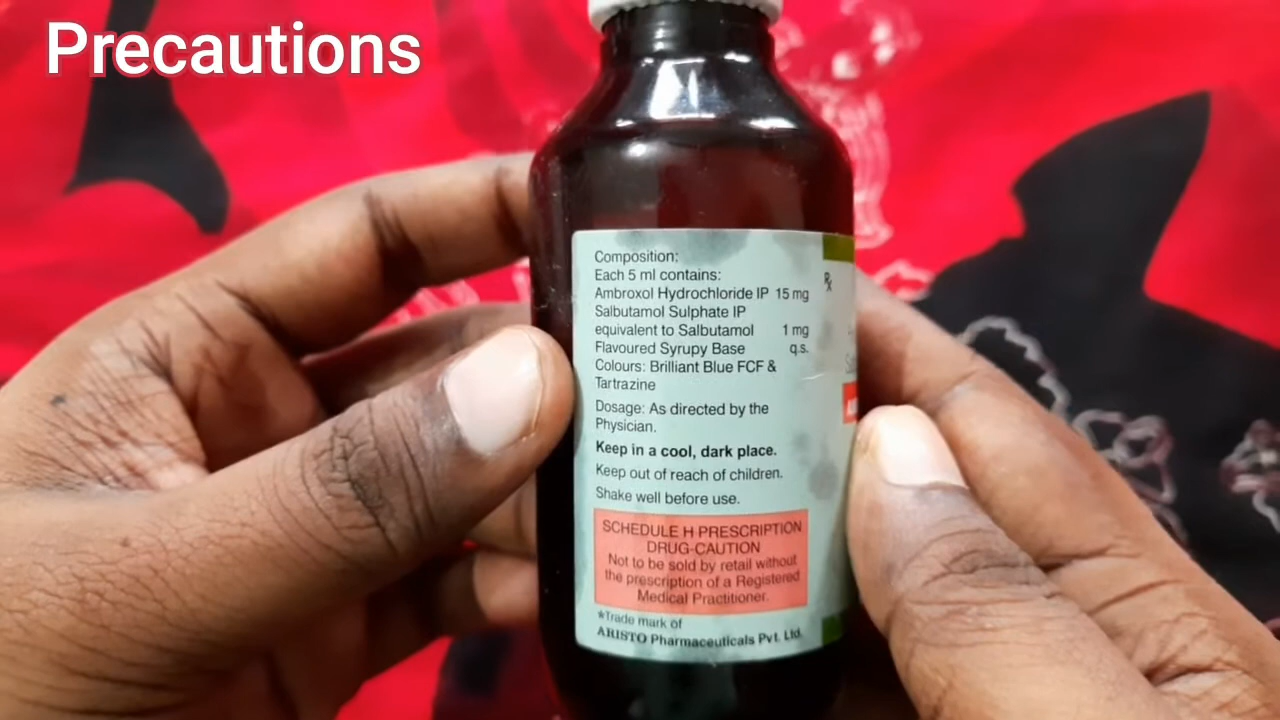 Precautions
Composition:
Each 5 ml contains:
Ambroxol Hydrochloride IP 15 mg
Salbutamol Sulphate IP
equivalent to Salbutamol 1 mg
Flavoured Syrupy Base q.s.
Colours: Brilliant Blue FCF &
Tartrazine
Dosage: As directed by the
Physician.
Keep in a cool, dark place.
Keep out of reach of children.
Shake well before use.
SCHEDULE H PRESCRIPTION
DRUG-CAUTION
Not to be sold by retail without
the prescription of a Registered
Medical Practitioner.
*Trade mark of
ARISTO Pharmaceuticals Pvt. Ltd.
℞